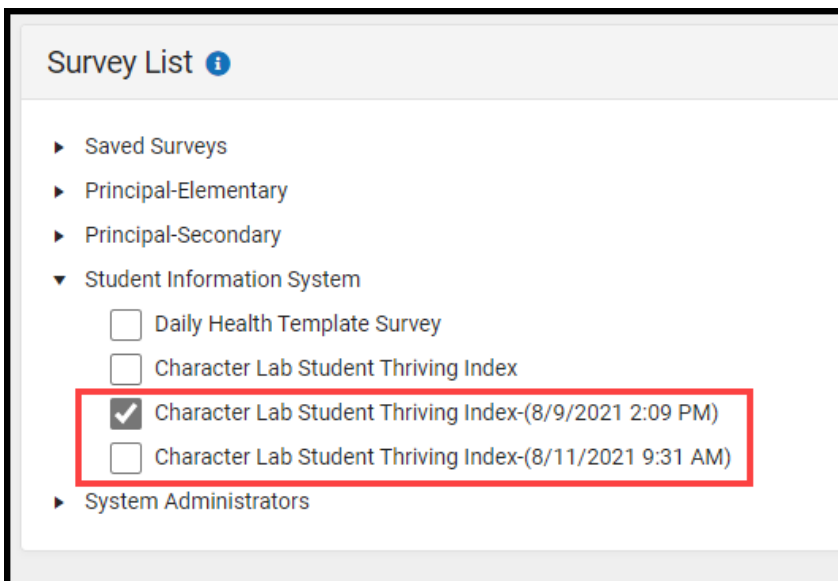 Survey List
Saved Surveys
Principal-Elementary
Principal-Secondary
Student Information System
Daily Health Template Survey
Character Lab Student Thriving Index
Character Lab Student Thriving Index-(8/9/2021 2:09 PM)
Character Lab Student Thriving Index-(8/11/2021 9:31 AM)
System Administrators